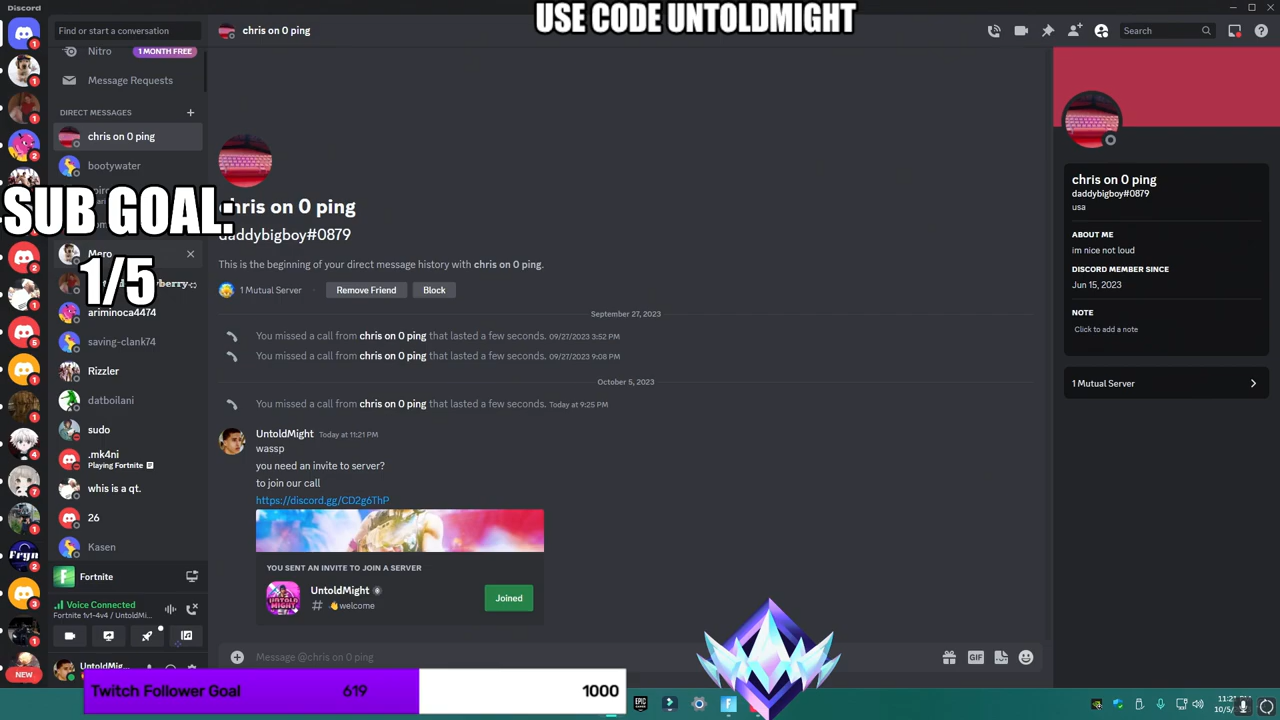 Discord
USE CODE UNTOLDMIGHT
Find or start a conversation
chris on 0 ping
Search
Nitro
1 MONTH FREE
Message Requests
DIRECT MESSAGES
chris on 0 ping
bootywater
SUB GOAL:
1/5
Mero
ariminoca4474
saving-clank74
Rizzler
datboilani
sudo
.mk4ni
Playing Fortnite
whis is a qt.
26
Kasen
Fortnite
Voice Connected
Fortnite 1v1-4v4 / UntoldMi...
UntoldMig...
NEW
Fryn
chris on 0 ping
daddybigboy#0879
This is the beginning of your direct message history with chris on 0 ping.
1 Mutual Server
Remove Friend
Block
September 27, 2023
You missed a call from chris on 0 ping that lasted a few seconds. 09/27/2023 3:52 PM
You missed a call from chris on 0 ping that lasted a few seconds. 09/27/2023 9:08 PM
October 5, 2023
You missed a call from chris on 0 ping that lasted a few seconds. Today at 9:25 PM
UntoldMight Today at 11:21 PM
wassp
you need an invite to server?
to join our call
https://discord.gg/CD2g6ThP
YOU SENT AN INVITE TO JOIN A SERVER
UntoldMight
welcome
Joined
Message @chris on 0 ping
GIF
chris on 0 ping
daddybigboy#0879
usa
ABOUT ME
im nice not loud
DISCORD MEMBER SINCE
Jun 15, 2023
NOTE
Click to add a note
1 Mutual Server
Twitch Follower Goal
619
1000
EPIC